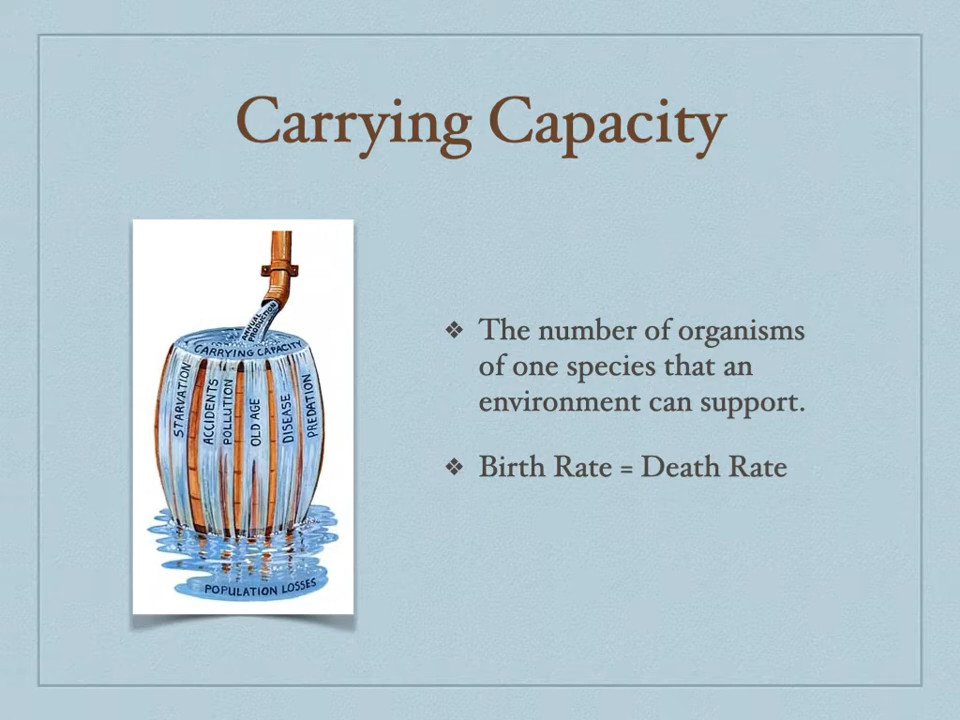 Carrying Capacity
ANNUAL
PRODUCTION
CARRYING CAPACITY
STARVATION
ACCIDENTS
POLLUTION
OLD AGE
DISEASE
PREDATION
POPULATION LOSSES
❖ The number of organisms
of one species that an
environment can support.
❖ Birth Rate = Death Rate